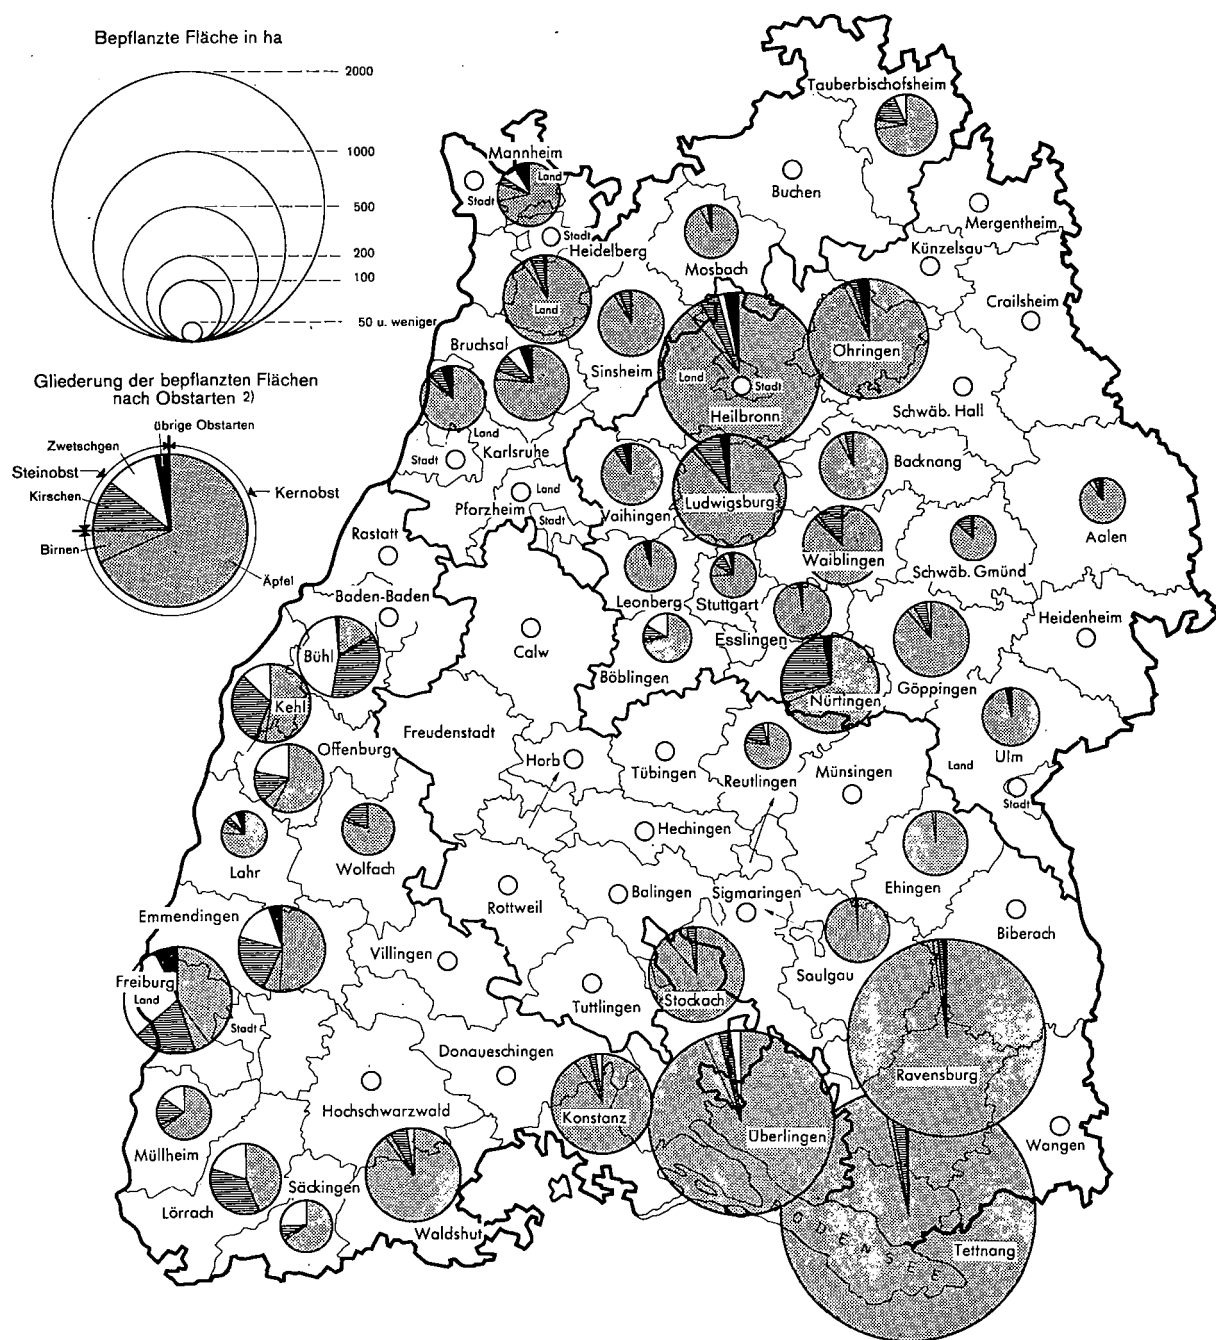 Bepflanzte Fläche in ha
2000
1000
500
200
100
50 u. weniger
Gliederung der bepflanzten Flächen
nach Obstarten 2)
übrige Obstarten
Zwetschgen
Steinobst
Kirschen
Kernobst
Birnen
Äpfel
Tauberbischofsheim
Mannheim
Land
Stadt
Buchen
Mergentheim
Stadt
Heidelberg
Land
Mosbach
Künzelsau
Crailsheim
Bruchsal
Sinsheim
Land
Stadt
Heilbronn
Öhringen
Schwäb. Hall
Land
Stadt
Karlsruhe
Land
Pforzheim
Stadt
Vaihingen
Ludwigsburg
Backnang
Aalen
Rastatt
Leonberg
Stuttgart
Waiblingen
Schwäb. Gmünd
Baden-Baden
Heidenheim
Bühl
Calw
Böblingen
Esslingen
Nürtingen
Göppingen
Kehl
Offenburg
Freudenstadt
Horb
Tübingen
Reutlingen
Münsingen
Ulm
Land
Stadt
Lahr
Wolfach
Hechingen
Ehingen
Rottweil
Balingen
Sigmaringen
Biberach
Emmendingen
Villingen
Saulgau
Freiburg
Land
Stadt
Tuttlingen
Stockach
Donaueschingen
Ravensburg
Hochschwarzwald
Konstanz
Überlingen
Wangen
Müllheim
Lörrach
Säckingen
Waldshut
Tettnang
ODENSEE